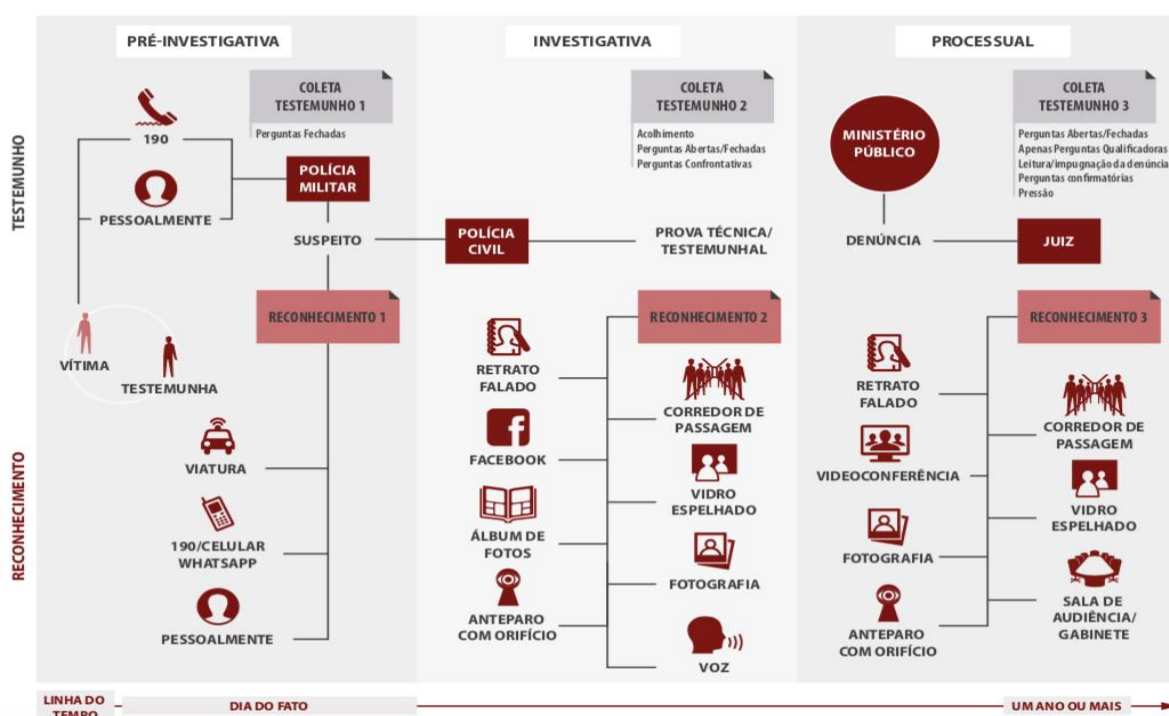 PRÉ-INVESTIGATIVA
INVESTIGATIVA
PROCESSUAL
TESTEMUNHO
190
PESSOALMENTE
COLETA
TESTEMUNHO 1
Perguntas Fechadas
POLÍCIA
MILITAR
SUSPEITO
COLETA
TESTEMUNHO 2
Acolhimento
Perguntas Abertas/Fechadas
Perguntas Confrontativas
POLÍCIA
CIVIL
PROVA TÉCNICA/
TESTEMUNHAL
MINISTÉRIO
PÚBLICO
DENÚNCIA
COLETA
TESTEMUNHO 3
Perguntas Abertas/Fechadas
Apenas Perguntas Qualificadoras
Leitura/impugnação da denúncia
Perguntas confirmatórias
Pressão
JUIZ
VÍTIMA
TESTEMUNHA
RECONHECIMENTO
RECONHECIMENTO 1
VIATURA
190/CELULAR
WHATSAPP
PESSOALMENTE
RECONHECIMENTO 2
RETRATO
FALADO
FACEBOOK
ÁLBUM DE
FOTOS
ANTEPARO
COM ORIFÍCIO
CORREDOR DE
PASSAGEM
VIDRO
ESPELHADO
FOTOGRAFIA
VOZ
RECONHECIMENTO 3
RETRATO
FALADO
VIDEOCONFERÊNCIA
FOTOGRAFIA
ANTEPARO
COM ORIFÍCIO
CORREDOR DE
PASSAGEM
VIDRO
ESPELHADO
SALA DE
AUDIÊNCIA/
GABINETE
LINHA DO
TEMPO
DIA DO FATO
UM ANO OU MAIS